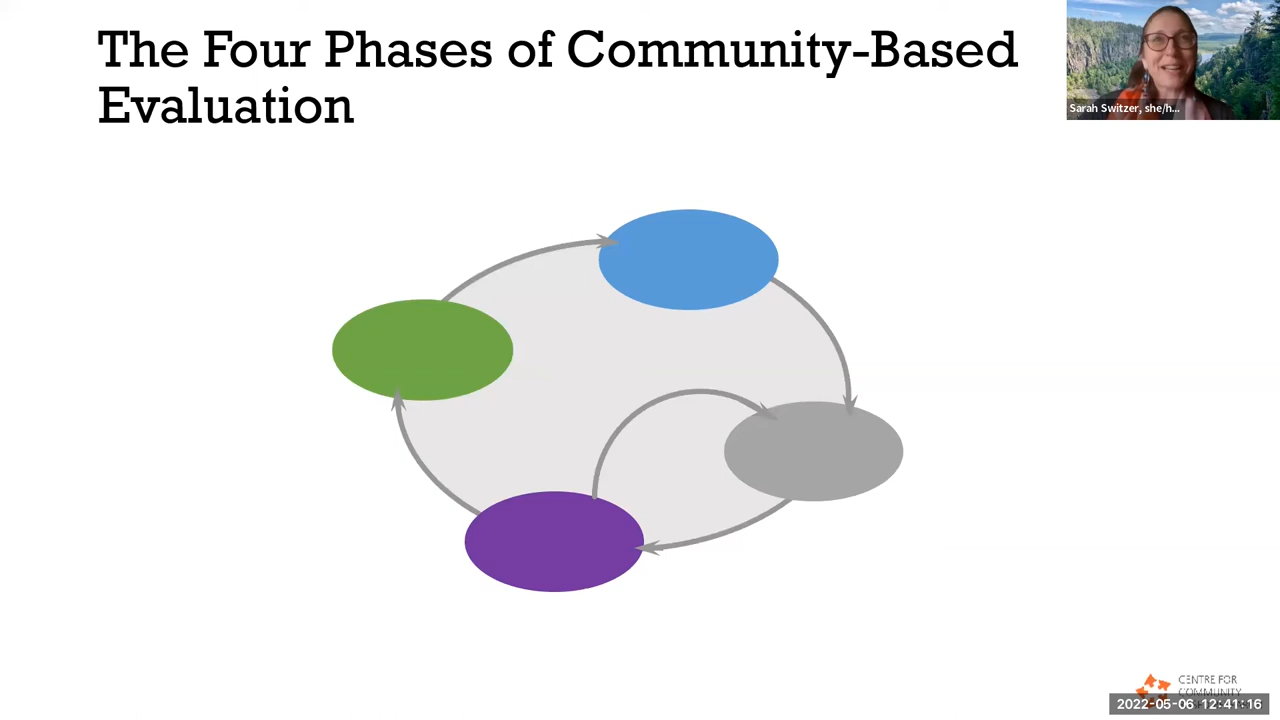 The Four Phases of Community-Based
Evaluation
Sarah Switzer, she/h...
CENTRE FOR
COMMUNITY
2022-05-06 12:41:16